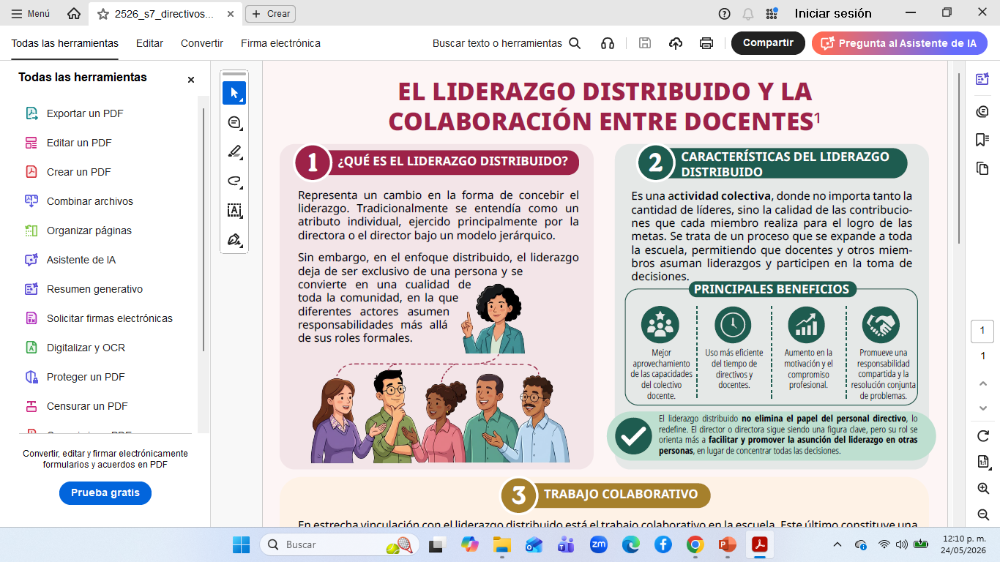 Menú
2526_s7_directivos...
Crear
Iniciar sesión
Todas las herramientas
Editar
Convertir
Firma electrónica
Buscar texto o herramientas
Compartir
Pregunta al Asistente de IA
Todas las herramientas
Exportar un PDF
Editar un PDF
Crear un PDF
Combinar archivos
Organizar páginas
Asistente de IA
Resumen generativo
Solicitar firmas electrónicas
Digitalizar y OCR
Proteger un PDF
Censurar un PDF
Convertir, editar y firmar electrónicamente
formularios y acuerdos en PDF
Prueba gratis
EL LIDERAZGO DISTRIBUIDO Y LA
COLABORACIÓN ENTRE DOCENTES¹
1
¿QUÉ ES EL LIDERAZGO DISTRIBUIDO?
Representa un cambio en la forma de concebir el
liderazgo. Tradicionalmente se entendía como un
atributo individual, ejercido principalmente por la
directora o el director bajo un modelo jerárquico.
Sin embargo, en el enfoque distribuido, el liderazgo
deja de ser exclusivo de una persona y se
convierte en una cualidad de
toda la comunidad, en la que
diferentes actores asumen
responsabilidades más allá
de sus roles formales.
2
CARACTERÍSTICAS DEL LIDERAZGO
DISTRIBUIDO
Es una actividad colectiva, donde no importa tanto la
cantidad de líderes, sino la calidad de las contribucio-
nes que cada miembro realiza para el logro de las
metas. Se trata de un proceso que se expande a toda
la escuela, permitiendo que docentes y otros miem-
bros asuman liderazgos y participen en la toma de
decisiones.
PRINCIPALES BENEFICIOS
Mejor
aprovechamiento
de las capacidades
del colectivo
docente.
Uso más eficiente
del tiempo de
directivos y
docentes.
Aumento en la
motivación y el
compromiso
profesional.
Promueve una
responsabilidad
compartida y la
resolución conjunta
de problemas.
El liderazgo distribuido no elimina el papel del personal directivo, lo
redefine. El director o directora sigue siendo una figura clave, pero su rol se
orienta más a facilitar y promover la asunción del liderazgo en otras
personas, en lugar de concentrar todas las decisiones.
3
TRABAJO COLABORATIVO
En estrecha vinculación con el liderazgo distribuido está el trabajo colaborativo en la escuela. Este último constituye una
1
1
1:1
Buscar
zm
12:10 p. m.
24/05/2026